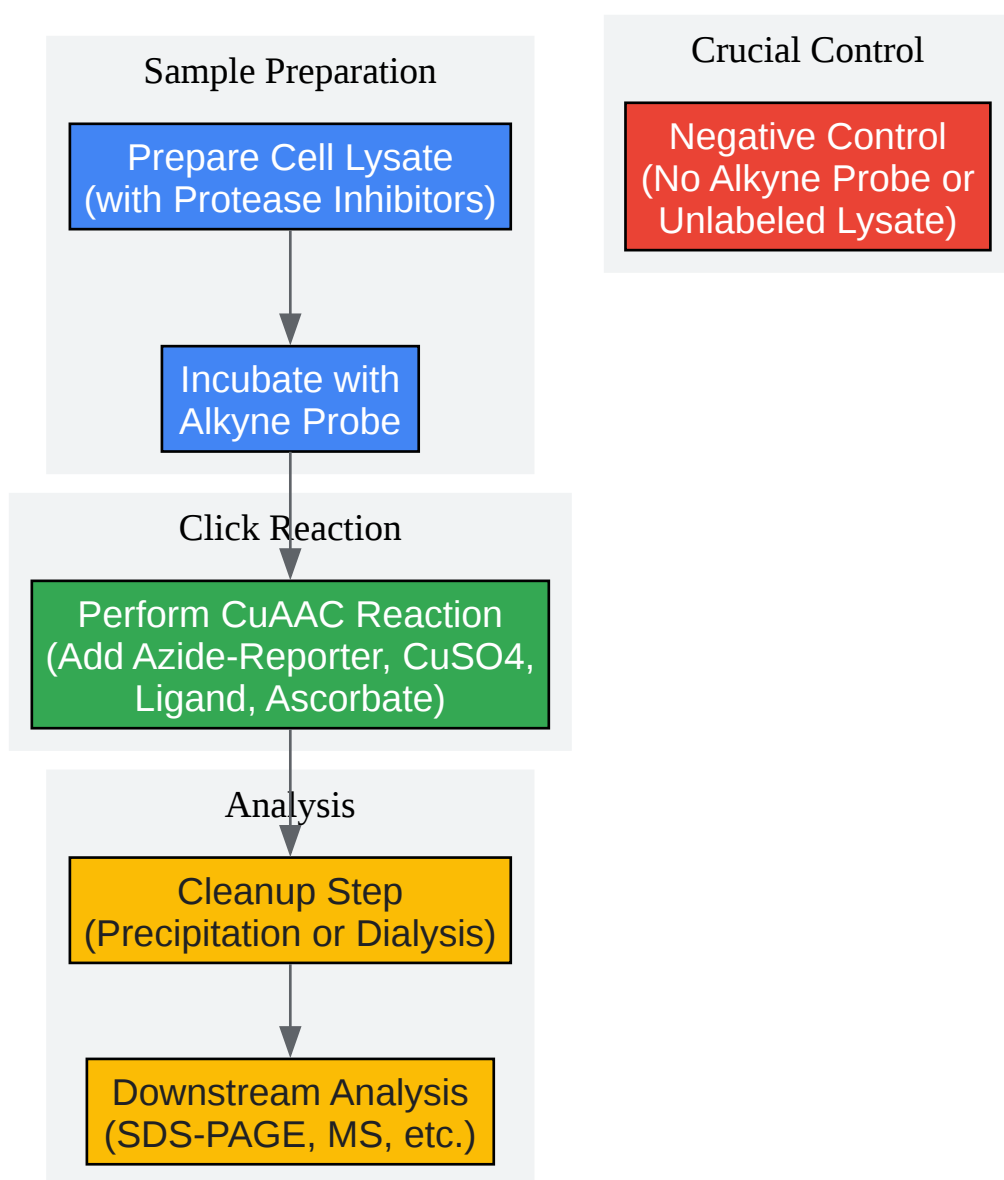 Sample Preparation
Prepare Cell Lysate
(with Protease Inhibitors)
Incubate with
Alkyne Probe
Crucial Control
Negative Control
(No Alkyne Probe or
Unlabeled Lysate)
Click Reaction
Perform CuAAC Reaction
(Add Azide-Reporter, CuSO4,
Ligand, Ascorbate)
Analysis
Cleanup Step
(Precipitation or Dialysis)
Downstream Analysis
(SDS-PAGE, MS, etc.)